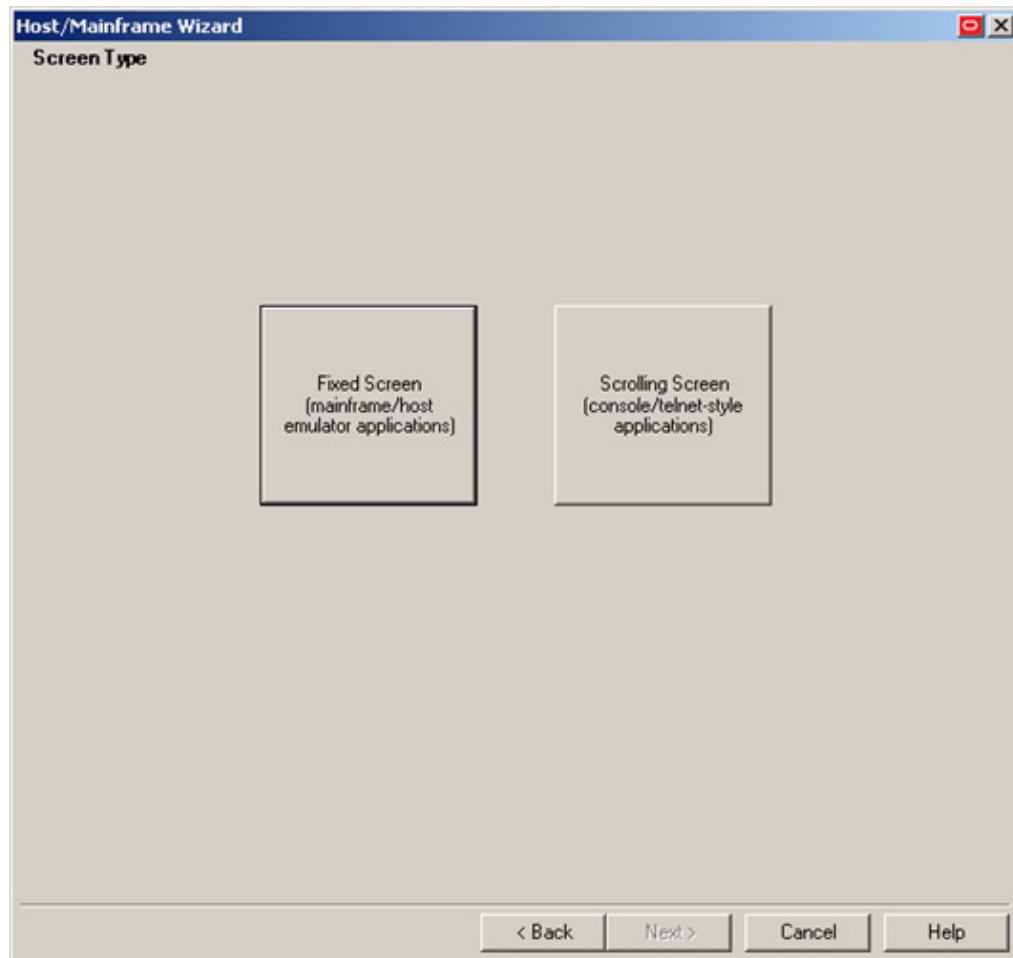 Host/Mainframe Wizard
Screen Type
Fixed Screen
(mainframe/host
emulator applications)
Scrolling Screen
(console/telnet-style
applications)
< Back
Next >
Cancel
Help